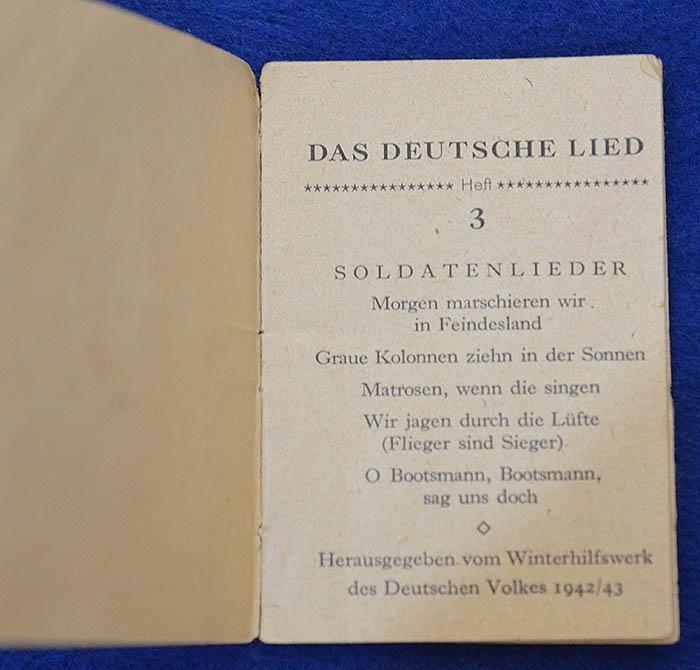 DAS DEUTSCHE LIED
**************** Heft ****************
3
SOLDATENLIEDER
Morgen marschieren wir
in Feindesland
Graue Kolonnen ziehn in der Sonnen
Matrosen, wenn die singen
Wir jagen durch die Lüfte
(Flieger sind Sieger)
O Bootsmann, Bootsmann,
sag uns doch
Herausgegeben vom Winterhilfswerk
des Deutschen Volkes 1942/43